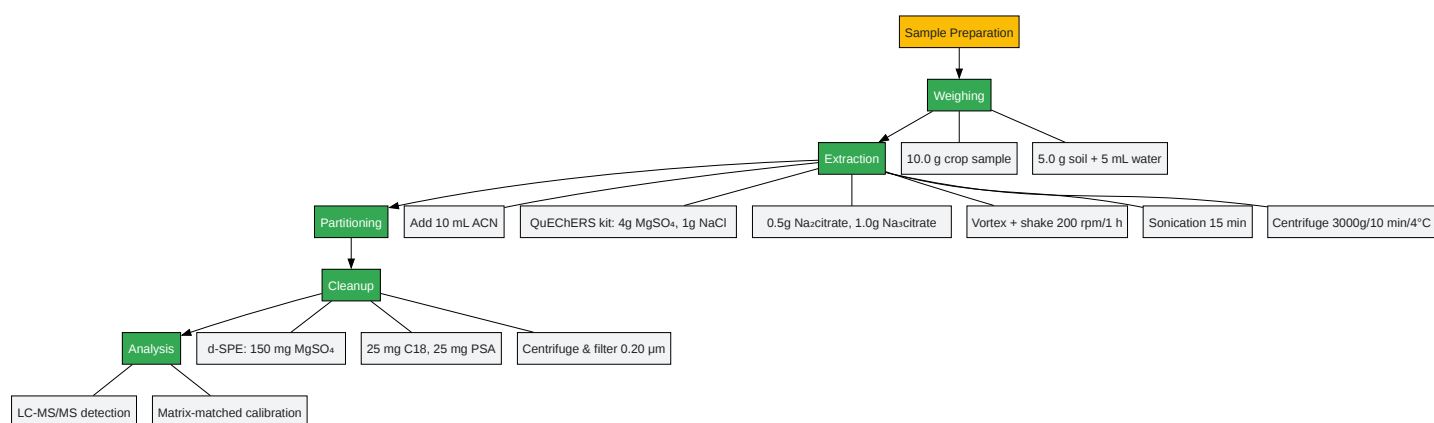 Sample Preparation
Weighing
Extraction
10.0 g crop sample
5.0 g soil + 5 mL water
Partitioning
Add 10 mL ACN
QuEChERS kit: 4g MgSO₄, 1g NaCl
0.5g Na₂citrate, 1.0g Na₃citrate
Vortex + shake 200 rpm/1 h
Sonication 15 min
Centrifuge 3000g/10 min/4°C
Cleanup
Analysis
d-SPE: 150 mg MgSO₄
25 mg C18, 25 mg PSA
Centrifuge & filter 0.20 μm
LC-MS/MS detection
Matrix-matched calibration